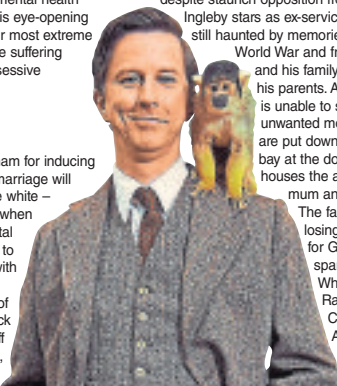 mental health
is eye-opening
r most extreme
e suffering
sessive
am for inducing
marriage will
e white –
when
tal
to
with
of
ck
ff
despite staunch opposition fr
Ingleby stars as ex-servic
still haunted by memorie
World War and fr
and his family
his parents. A
is unable to s
unwanted me
are put down
bay at the do
houses the a
mum an
The fa
losing
for G
spar
Wh
Ra
C
A